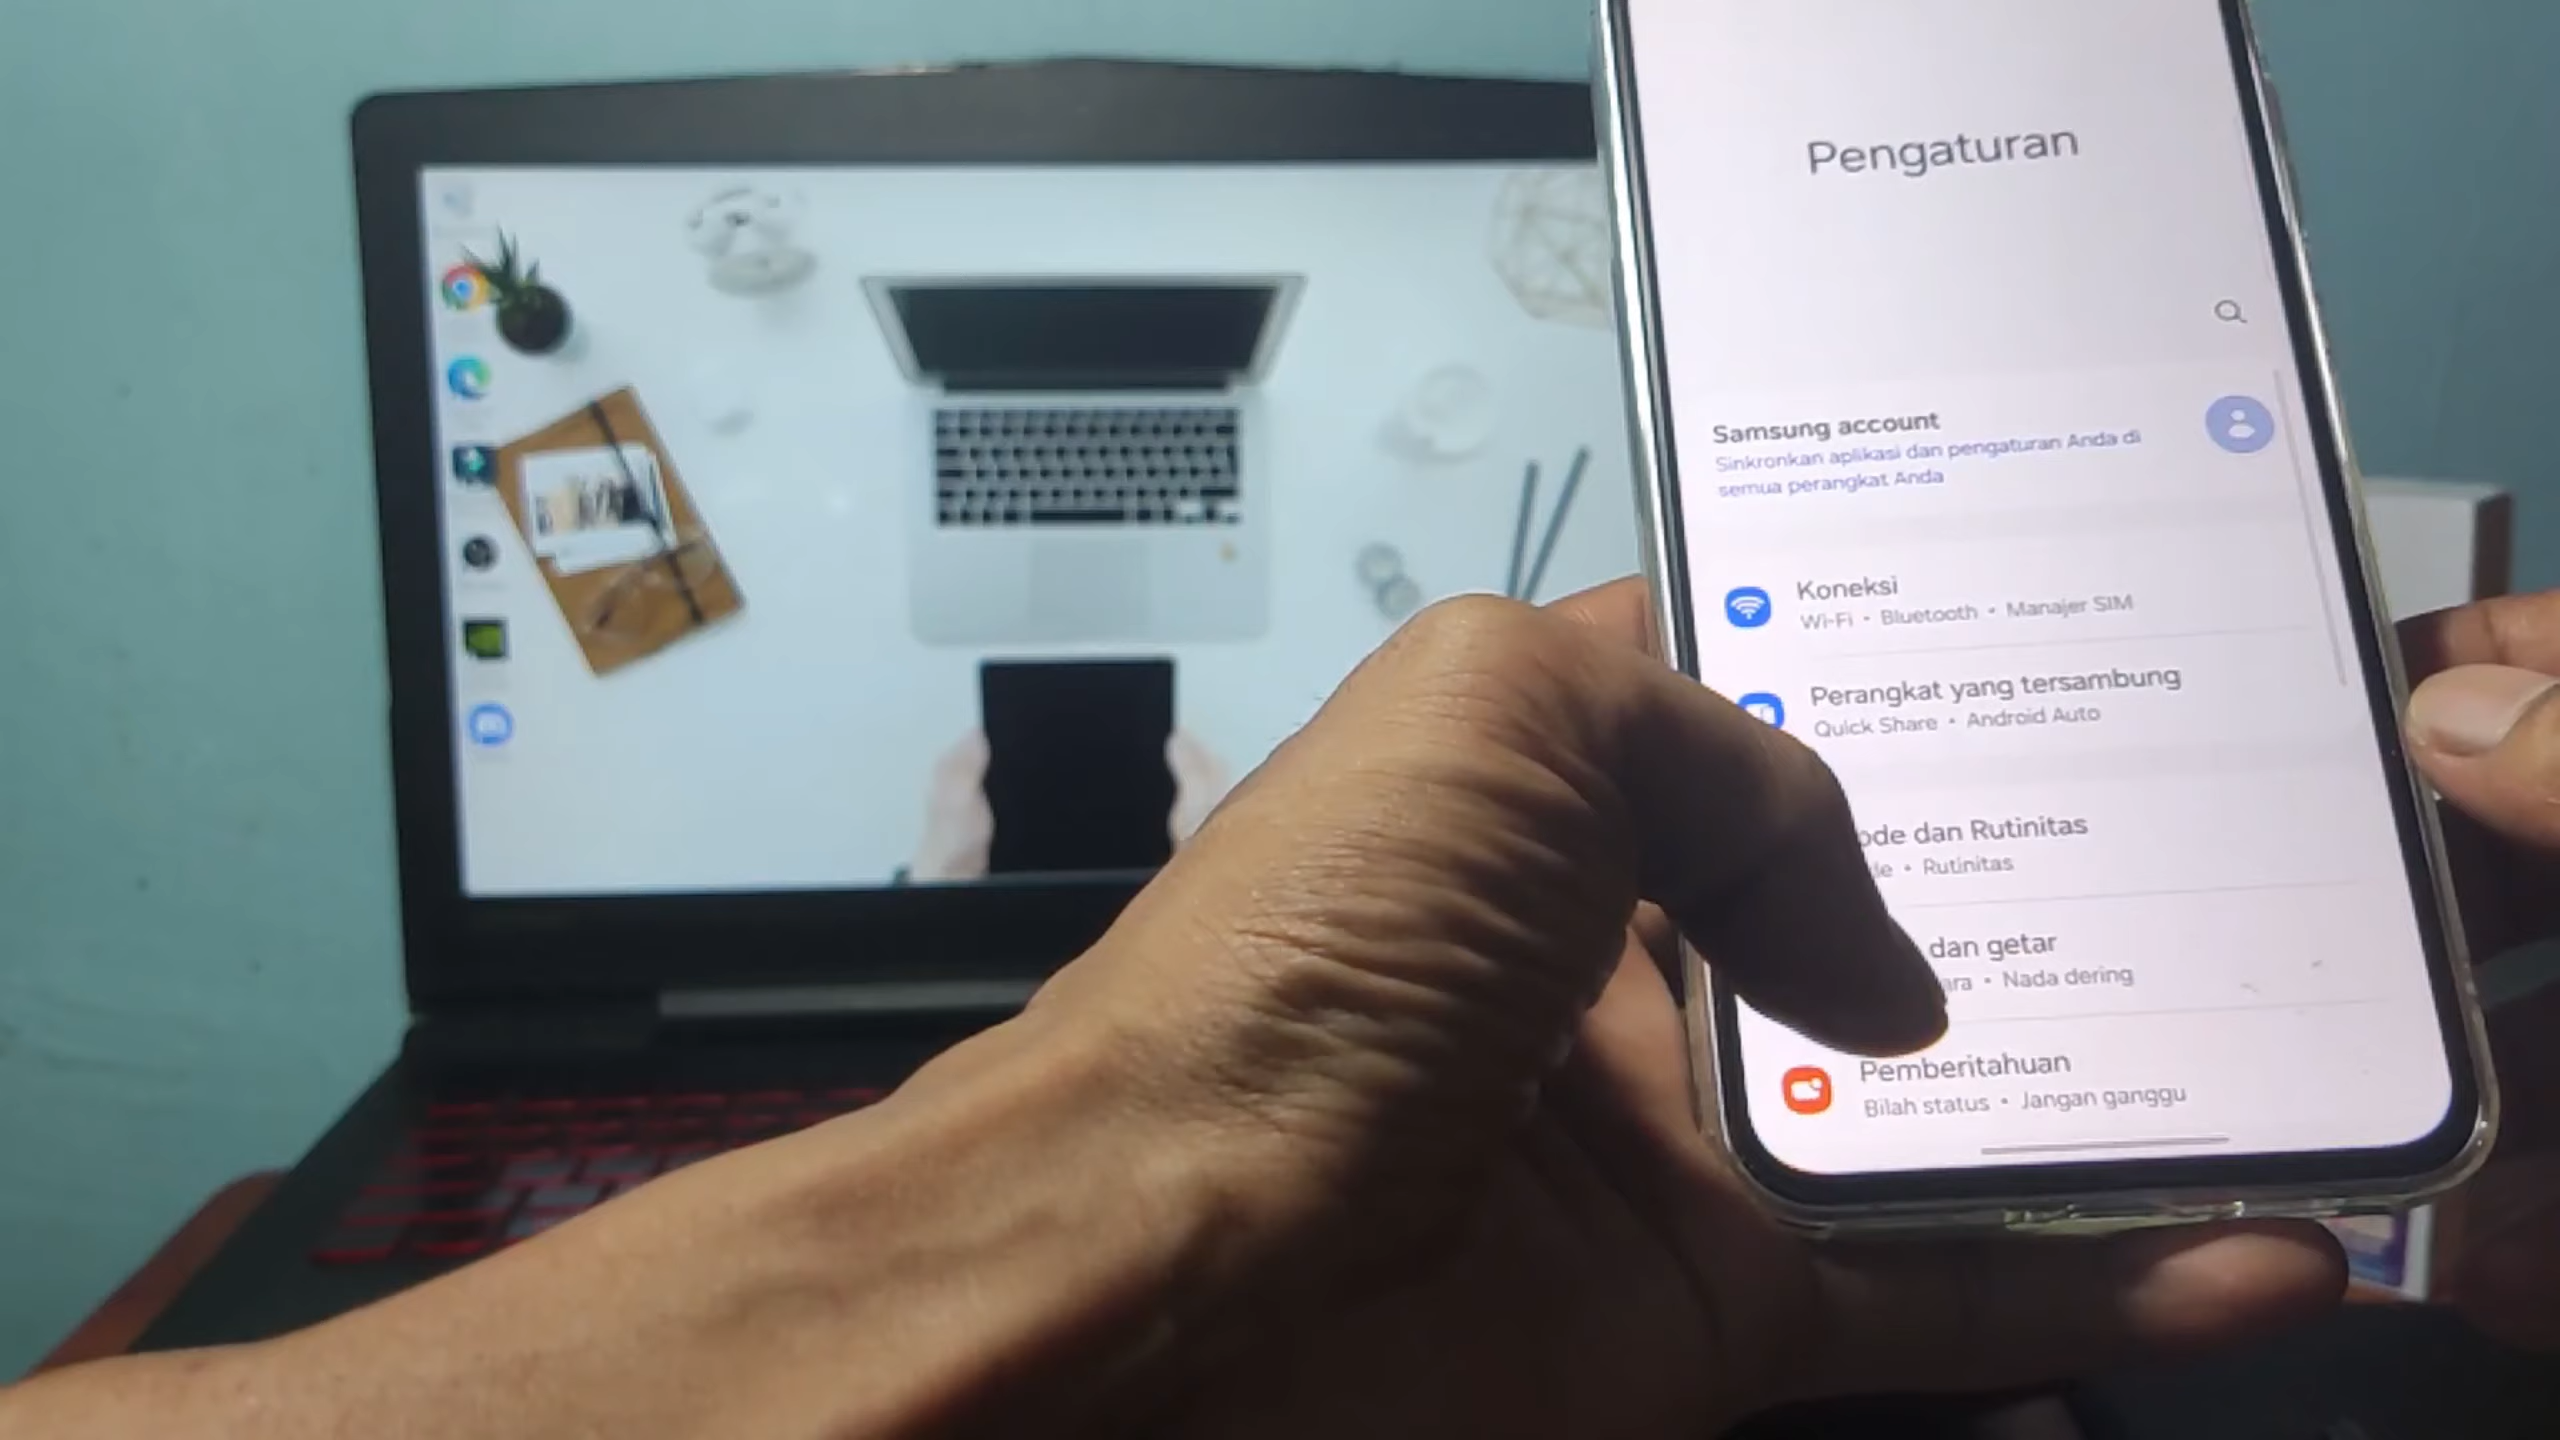 Pengaturan
Samsung account
Sinkronkan aplikasi dan pengaturan Anda di
semua perangkat Anda
Koneksi
Wi-Fi • Bluetooth • Manajer SIM
Perangkat yang tersambung
Quick Share • Android Auto
dan Rutinitas
• Rutinitas
dan getar
• Nada dering
Pemberitahuan
Bilah status • Jangan ganggu